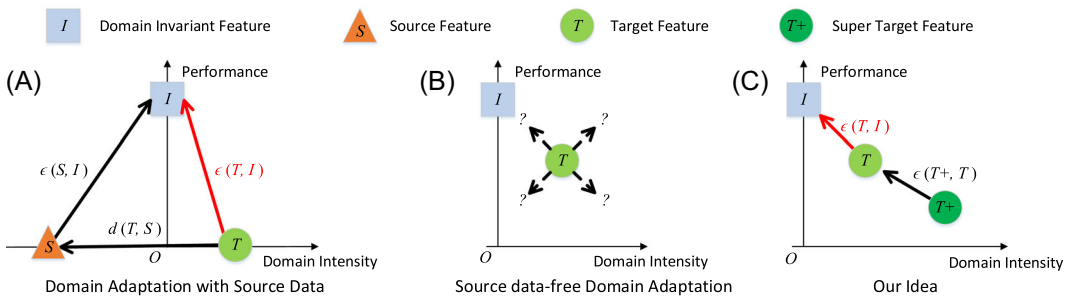 I Domain Invariant Feature S Source Feature T Target Feature T+ Super Target Feature
(A)
Performance
I
ϵ (S, I )
ϵ (T, I )
d (T, S )
S
T
O
Domain Intensity
Domain Adaptation with Source Data
(B)
Performance
I
? ?
T
? ?
O
Domain Intensity
Source data-free Domain Adaptation
(C)
Performance
I
ϵ (T, I )
T
ϵ (T+, T )
T+
O
Domain Intensity
Our Idea